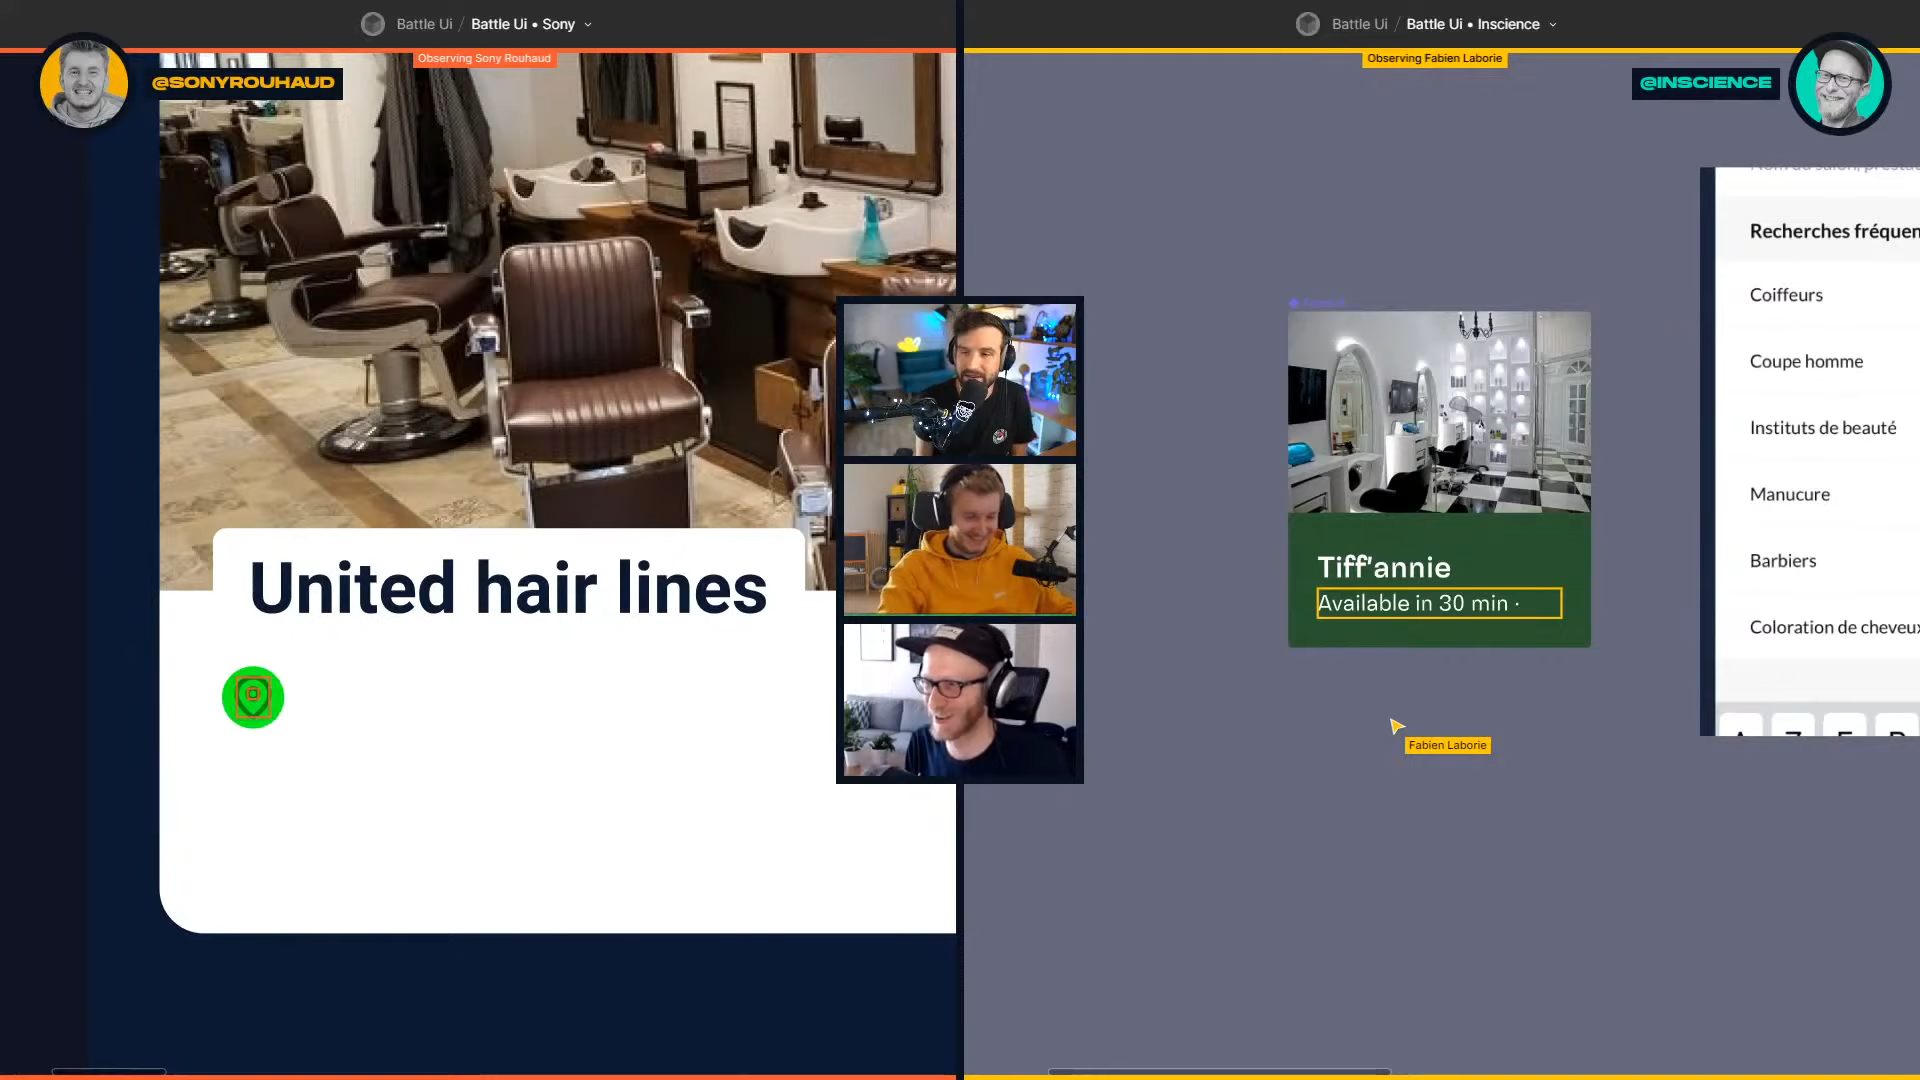 Battle Ui / Battle Ui • Sony
Battle Ui / Battle Ui • Inscience
Observing Sony Rouhaud
Observing Fabien Laborie
@SONYROUHAUD
@INSCIENCE
United hair lines
Tiff'annie
Available in 30 min ·
Fabien Laborie
Recherches fréquen
Coiffeurs
Coupe homme
Instituts de beauté
Manucure
Barbiers
Coloration de cheveux